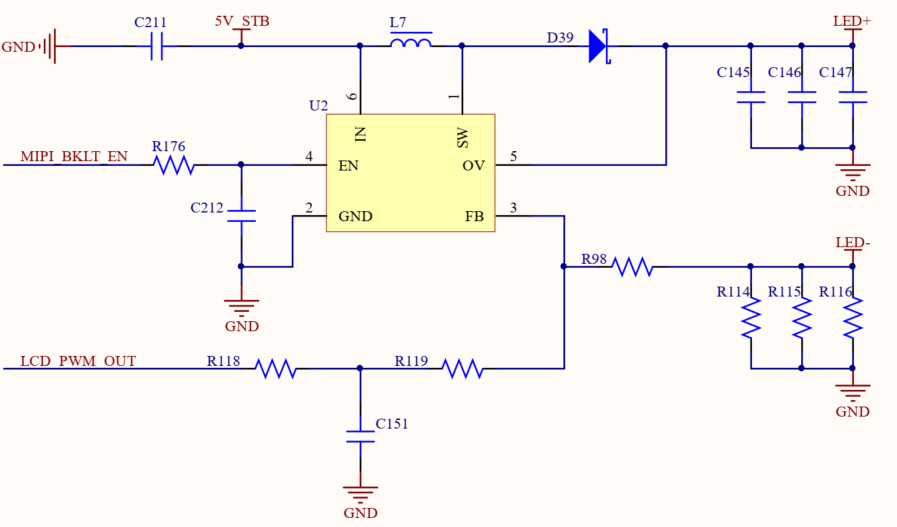 C211
5V_STB
L7
D39
LED+
GND
C145
C146
C147
6
1
U2
IN
SW
MIPI_BKLT_EN
R176
4
EN
OV
5
GND
C212
2
GND
FB
3
LED-
R98
R114
R115
R116
GND
LCD_PWM_OUT
R118
R119
GND
C151
GND